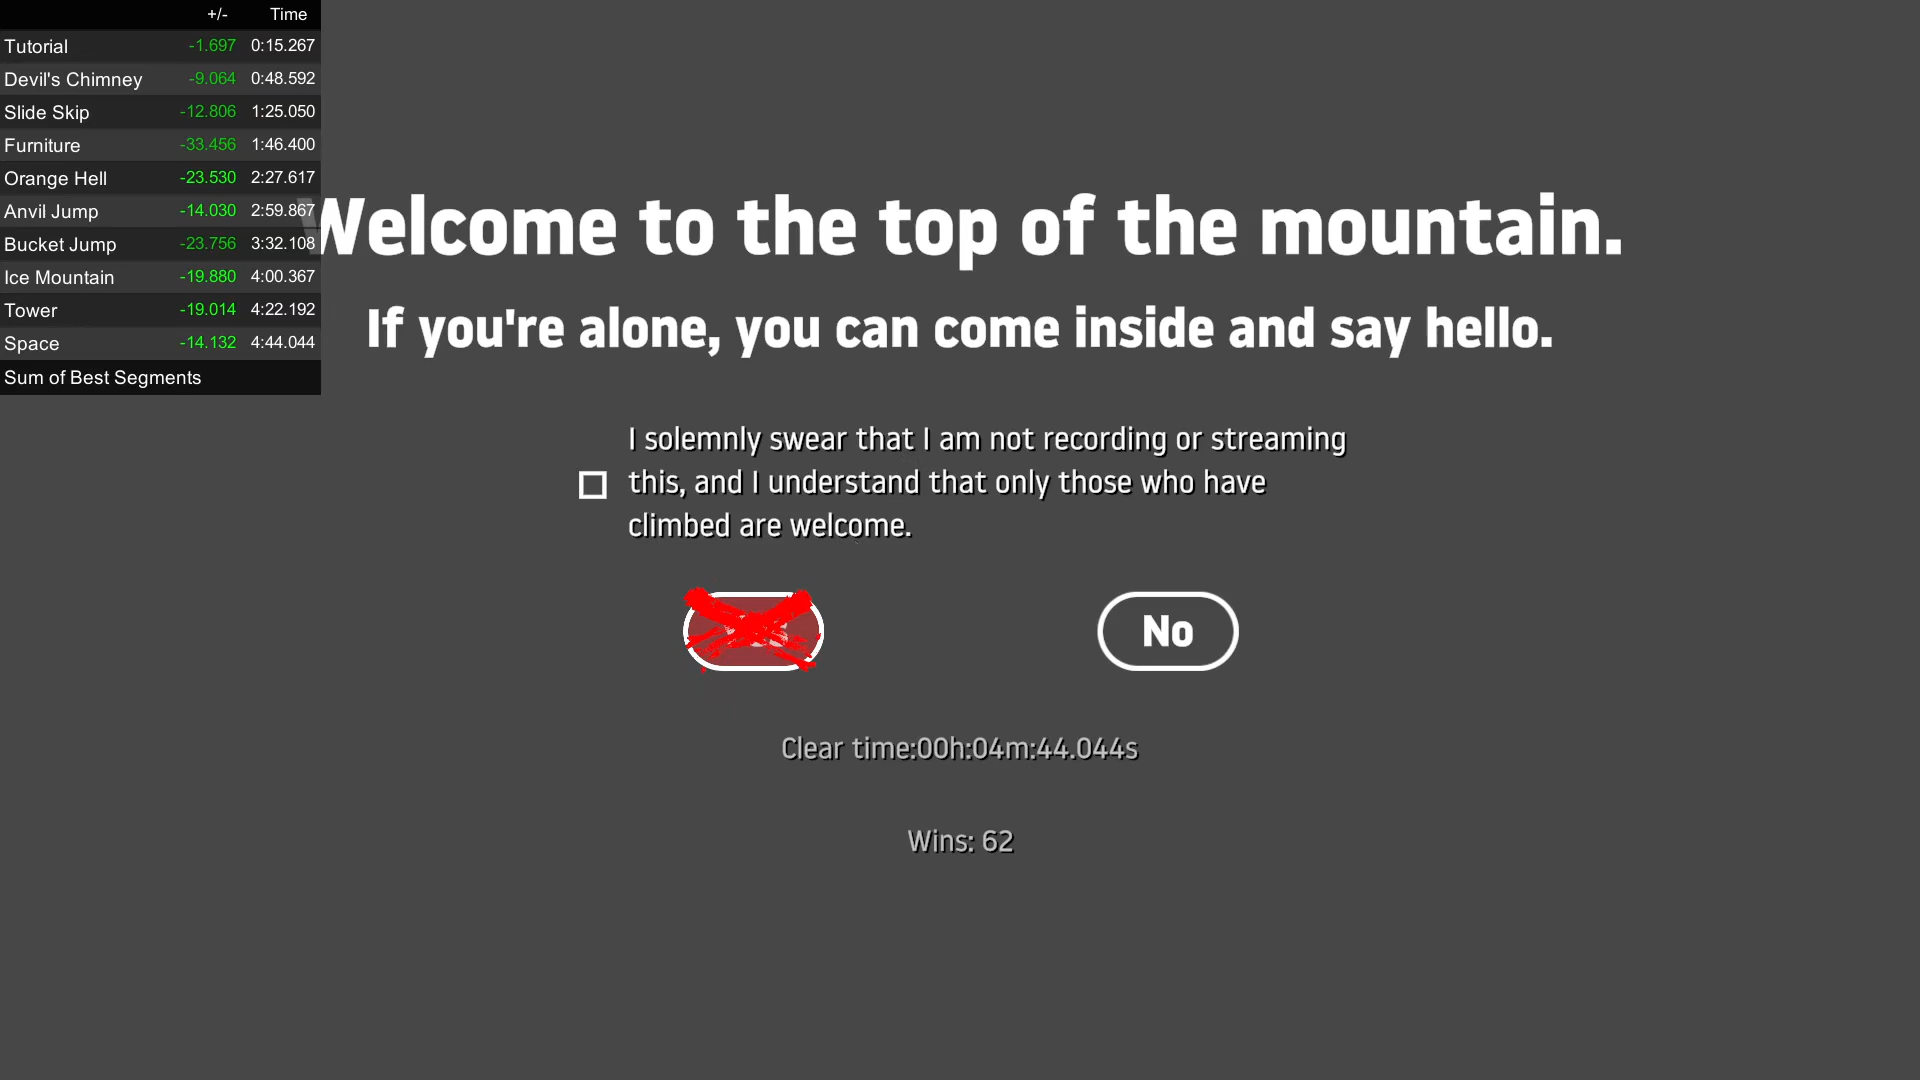 +/- Time
Tutorial -1.697 0:15.267
Devil's Chimney -9.064 0:48.592
Slide Skip -12.806 1:25.050
Furniture -33.456 1:46.400
Orange Hell -23.530 2:27.617
Anvil Jump -14.030 2:59.867
Bucket Jump -23.756 3:32.108
Ice Mountain -19.880 4:00.367
Tower -19.014 4:22.192
Space -14.132 4:44.044
Sum of Best Segments
Welcome to the top of the mountain.
If you're alone, you can come inside and say hello.
I solemnly swear that I am not recording or streaming
this, and I understand that only those who have
climbed are welcome.
No
Clear time:00h:04m:44.044s
Wins: 62